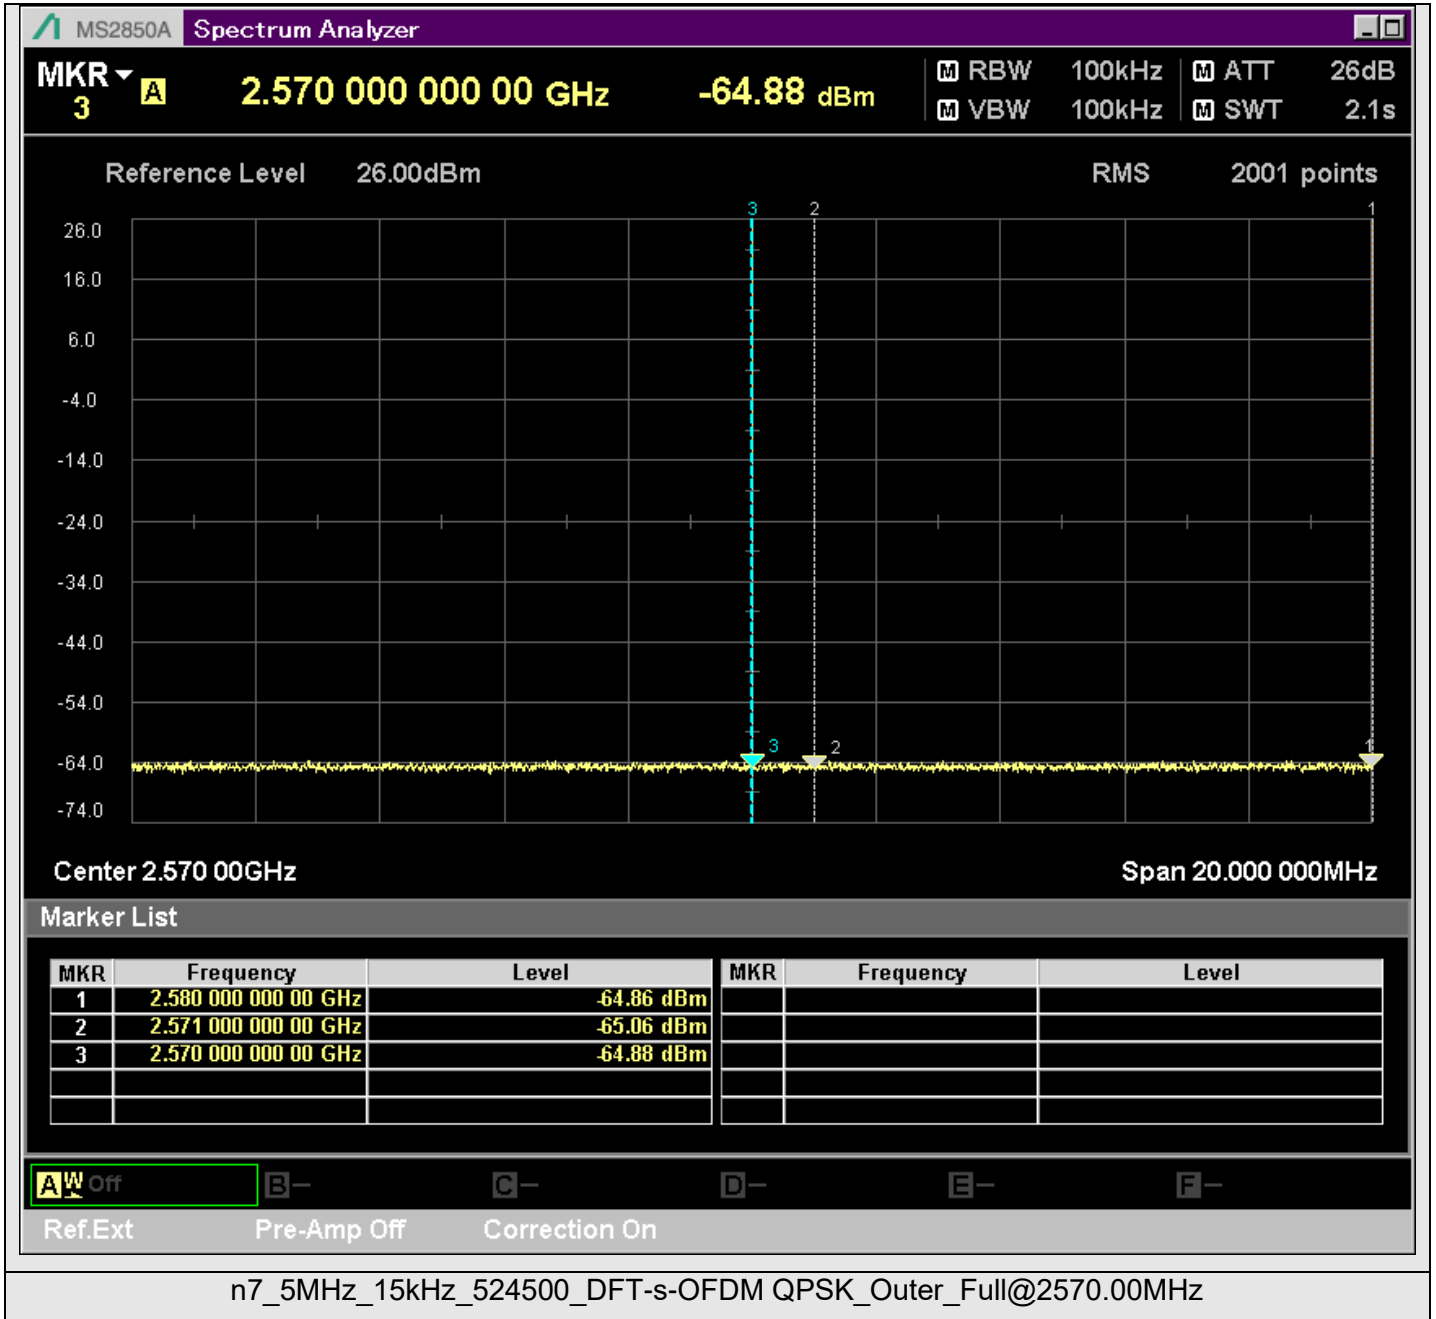 MS2850A Spectrum Analyzer
MKR A 2.570 000 000 00 GHz -64.88 dBm M RBW 100kHz M ATT 26dB
3 M VBW 100kHz M SWT 2.1s
Reference Level 26.00dBm RMS 2001 points
3 2 1
26.0
16.0
6.0
-4.0
-14.0
-24.0
-34.0
-44.0
-54.0
3 2 1
-64.0
-74.0
Center 2.570 00GHz Span 20.000 000MHz
Marker List
MKR Frequency Level MKR Frequency Level
1 2.580 000 000 00 GHz -64.86 dBm
2 2.571 000 000 00 GHz -65.06 dBm
3 2.570 000 000 00 GHz -64.88 dBm
A W Off B- C- D- E- F-
Ref.Ext Pre-Amp Off Correction On
n7_5MHz_15kHz_524500_DFT-s-OFDM QPSK_Outer_Full@2570.00MHz